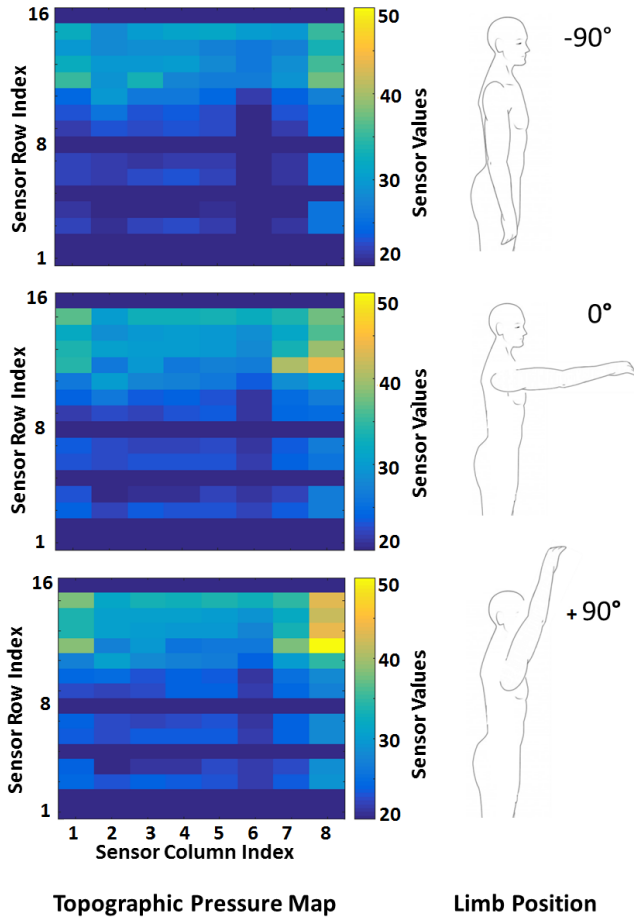 16
8
1
Sensor Row Index
50
40
30
20
Sensor Values
-90°
16
8
1
Sensor Row Index
50
40
30
20
Sensor Values
0°
16
8
1
Sensor Row Index
50
40
30
20
Sensor Values
+90°
1 2 3 4 5 6 7 8
Sensor Column Index
Topographic Pressure Map
Limb Position